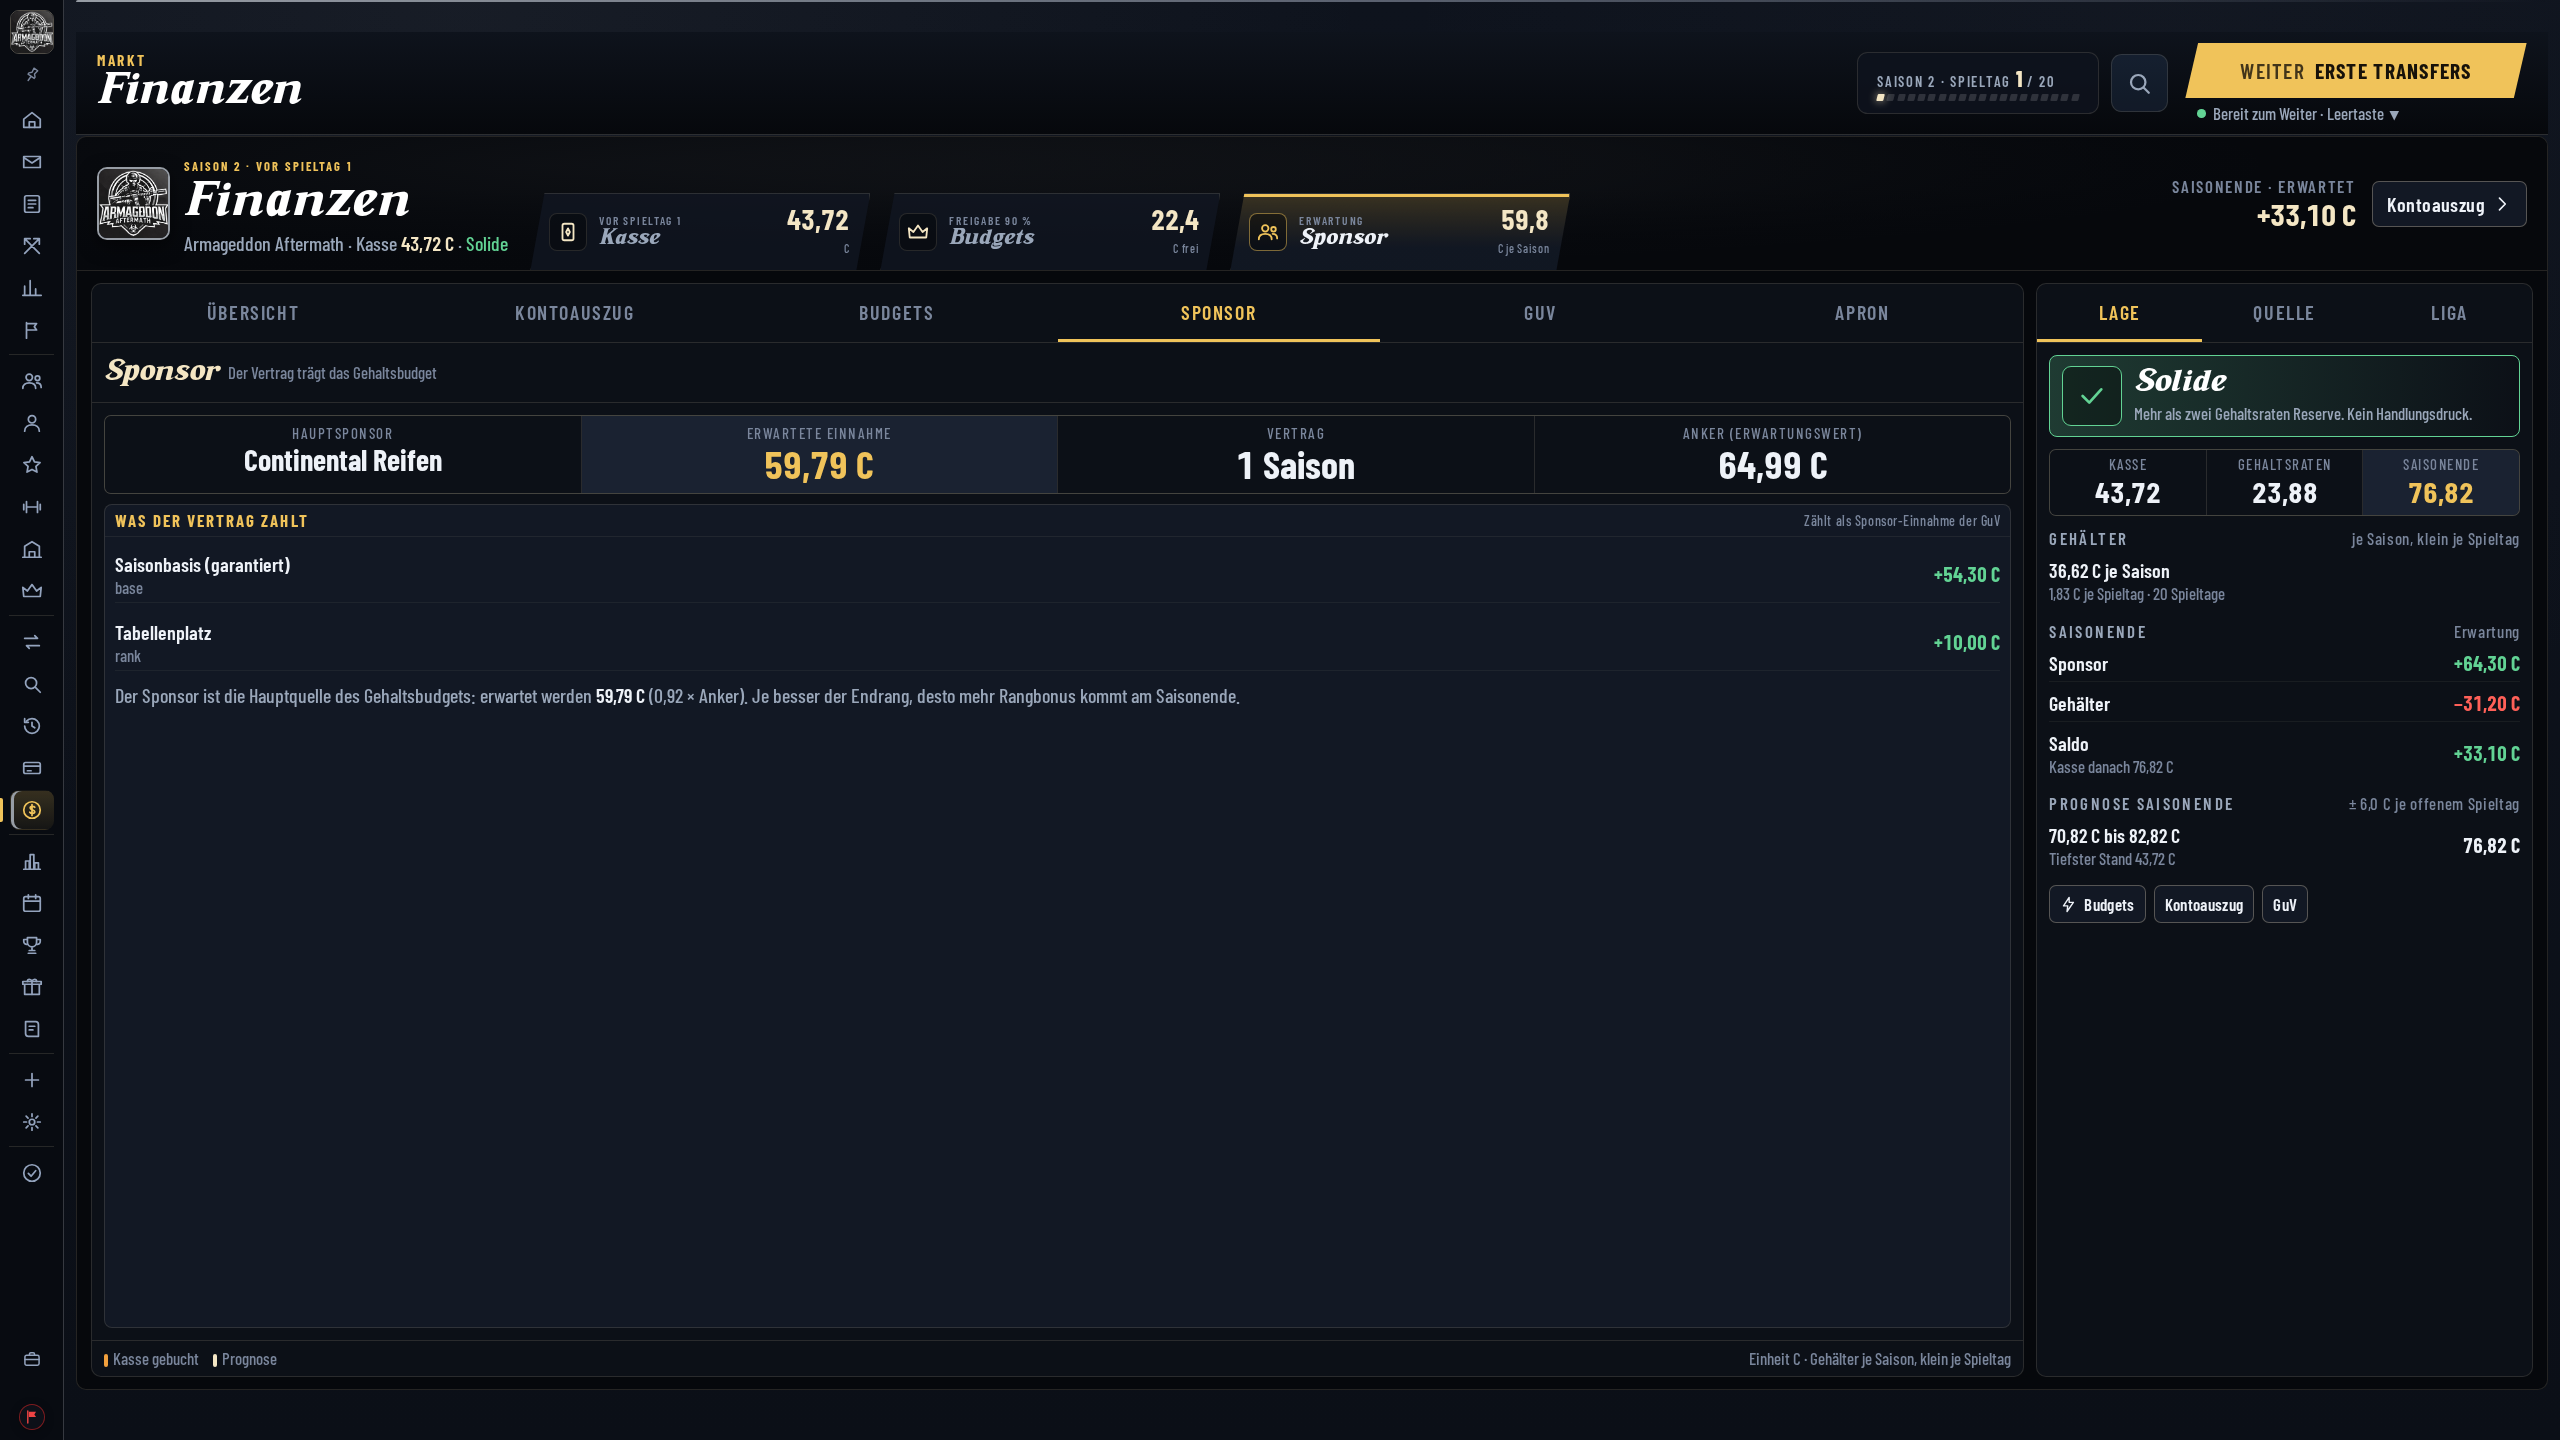 MARKT
Finanzen
SAISON 2 · SPIELTAG 1 / 20
WEITER ERSTE TRANSFERS
Bereit zum Weiter · Leertaste ▼
ARMAGEDDON
AFTERMATH
SAISON 2 · VOR SPIELTAG 1
Finanzen
Armageddon Aftermath · Kasse 43,72 C · Solide
VOR SPIELTAG 1
Kasse
43,72
C
FREIGABE 90 %
Budgets
22,4
C frei
ERWARTUNG
Sponsor
59,8
C je Saison
SAISONENDE · ERWARTET
+33,10 C
Kontoauszug
ÜBERSICHT
KONTOAUSZUG
BUDGETS
SPONSOR
GUV
APRON
Sponsor Der Vertrag trägt das Gehaltsbudget
HAUPTSPONSOR
Continental Reifen
ERWARTETE EINNAHME
59,79 C
VERTRAG
1 Saison
ANKER (ERWARTUNGSWERT)
64,99 C
WAS DER VERTRAG ZAHLT
Zählt als Sponsor-Einnahme der GuV
Saisonbasis (garantiert)
base
+54,30 C
Tabellenplatz
rank
+10,00 C
Der Sponsor ist die Hauptquelle des Gehaltsbudgets: erwartet werden 59,79 C (0,92 × Anker). Je besser der Endrang, desto mehr Rangbonus kommt am Saisonende.
Kasse gebucht
Prognose
Einheit C · Gehälter je Saison, klein je Spieltag
LAGE
QUELLE
LIGA
Solide
Mehr als zwei Gehaltsraten Reserve. Kein Handlungsdruck.
KASSE
43,72
GEHALTSRATEN
23,88
SAISONENDE
76,82
GEHÄLTER
je Saison, klein je Spieltag
36,62 C je Saison
1,83 C je Spieltag · 20 Spieltage
SAISONENDE
Erwartung
Sponsor
+64,30 C
Gehälter
−31,20 C
Saldo
Kasse danach 76,82 C
+33,10 C
PROGNOSE SAISONENDE
± 6,0 C je offenem Spieltag
70,82 C bis 82,82 C
Tiefster Stand 43,72 C
76,82 C
Budgets
Kontoauszug
GuV